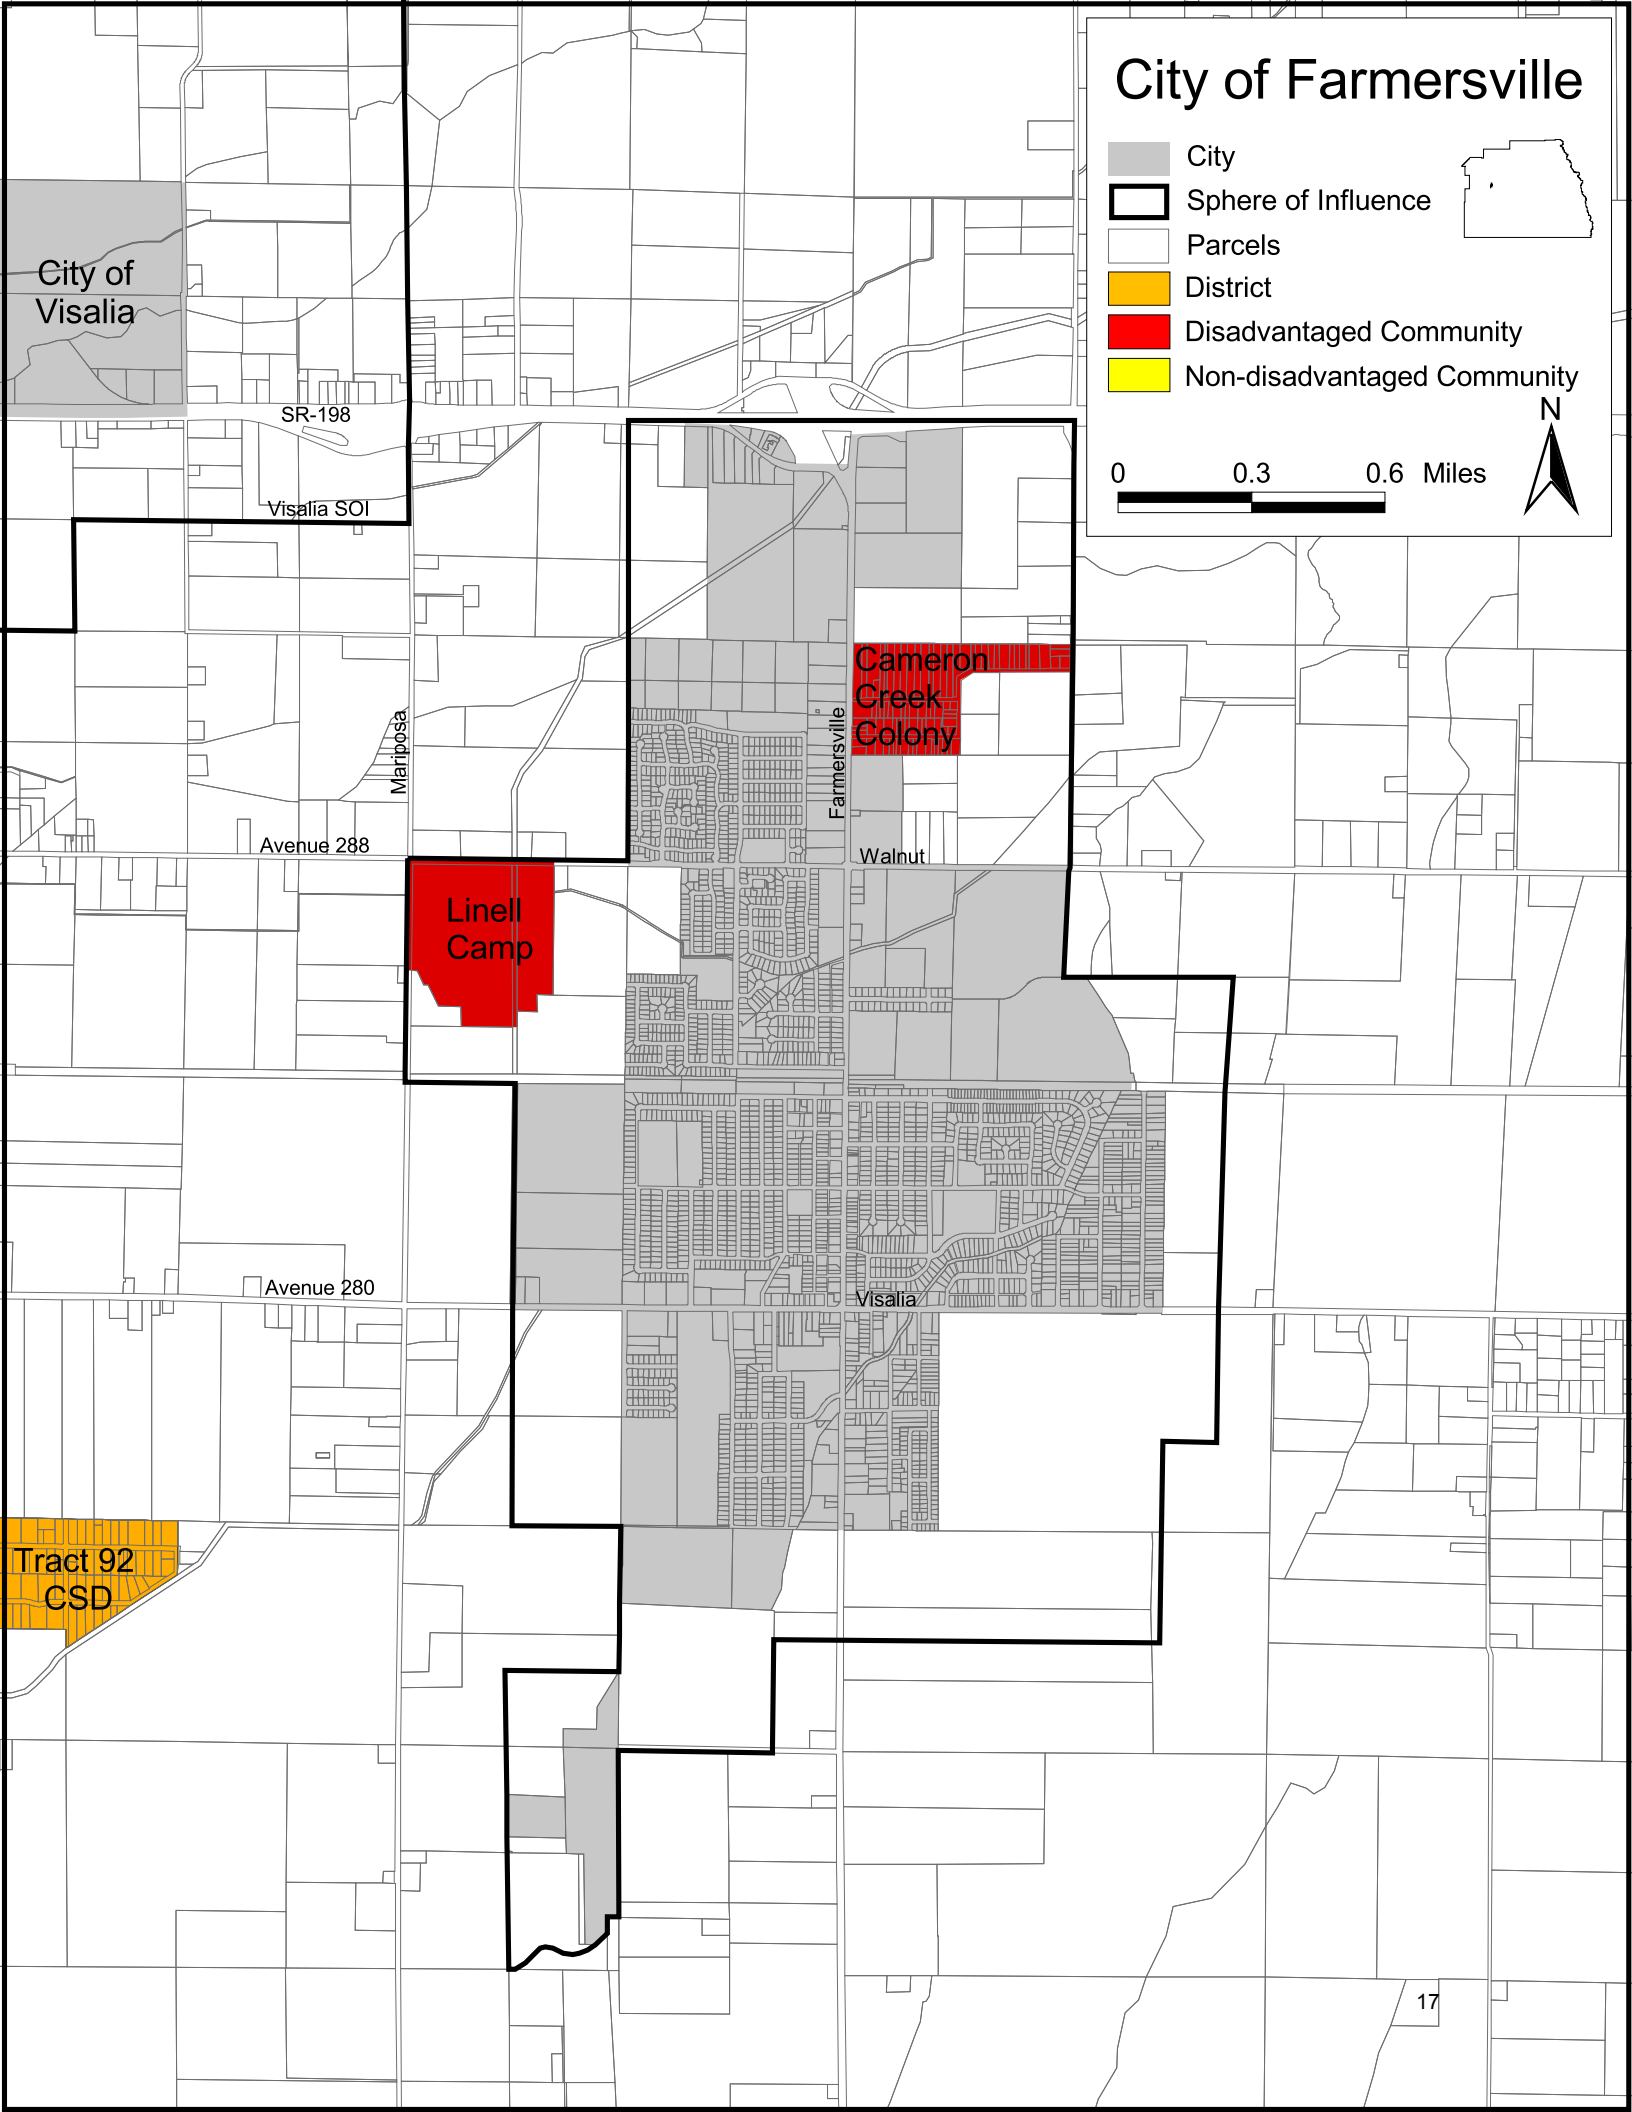 City of Farmersville
City
Sphere of Influence
Parcels
District
Disadvantaged Community
Non-disadvantaged Community
N
0 0.3 0.6 Miles
City of
Visalia
SR-198
Visalia SOI
Cameron
Creek
Colony
Mariposa
Farmersville
Avenue 288
Walnut
Linell
Camp
Avenue 280
Visalia
Tract 92
CSD
17